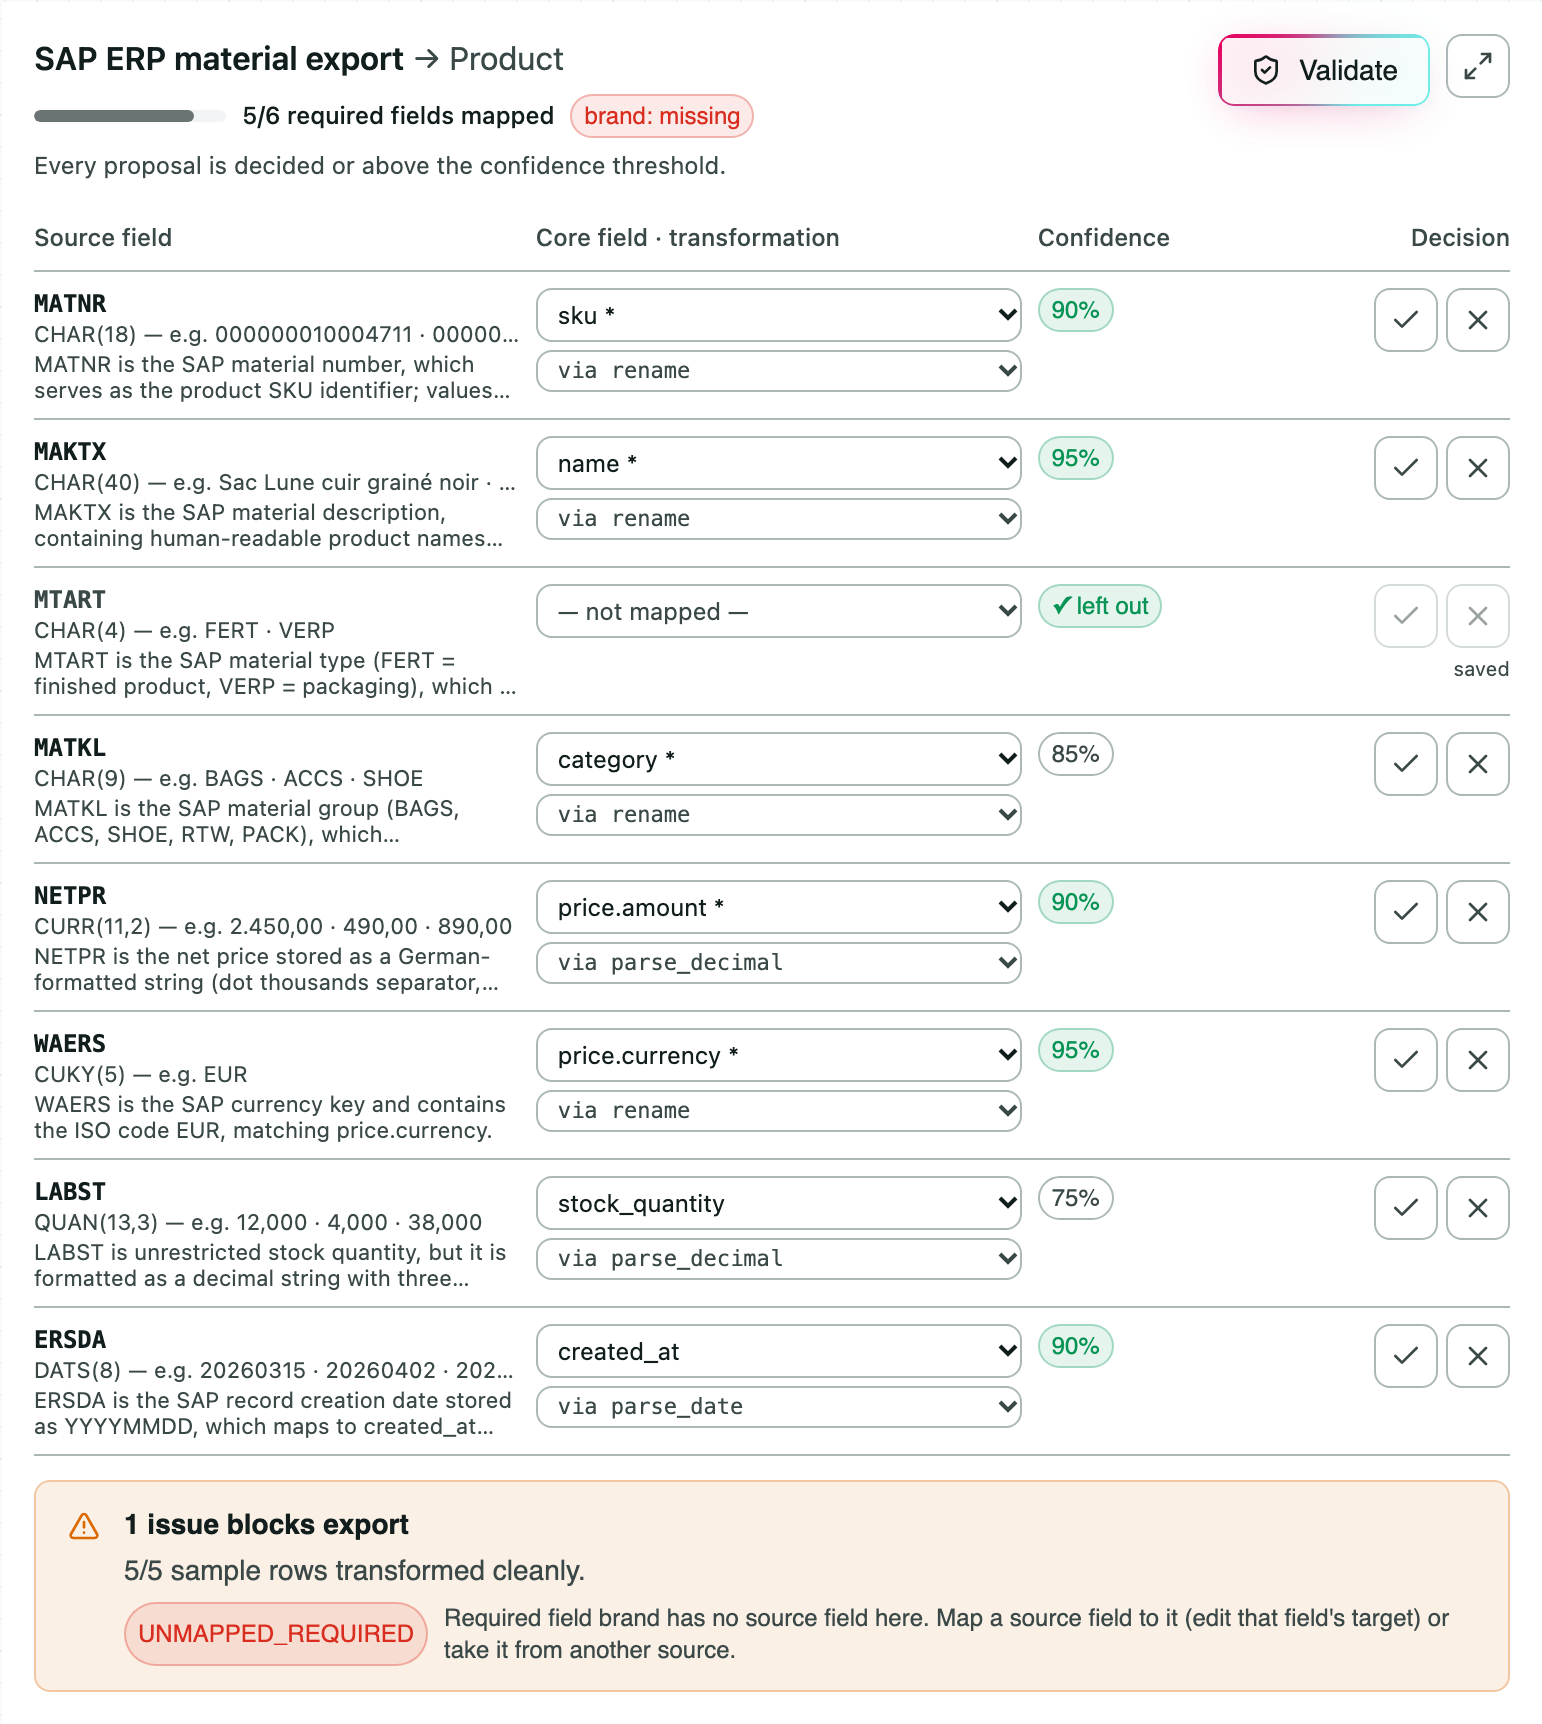 SAP ERP material export → Product
Validate
5/6 required fields mapped
brand: missing
Every proposal is decided or above the confidence threshold.
Source field
Core field · transformation
Confidence
Decision
MATNR
CHAR(18) — e.g. 000000010004711 · 00000...
MATNR is the SAP material number, which
serves as the product SKU identifier; values...
sku *
via rename
90%
MAKTX
CHAR(40) — e.g. Sac Lune cuir grainé noir · ...
MAKTX is the SAP material description,
containing human-readable product names...
name *
via rename
95%
MTART
CHAR(4) — e.g. FERT · VERP
MTART is the SAP material type (FERT =
finished product, VERP = packaging), which ...
— not mapped —
✓ left out
saved
MATKL
CHAR(9) — e.g. BAGS · ACCS · SHOE
MATKL is the SAP material group (BAGS,
ACCS, SHOE, RTW, PACK), which...
category *
via rename
85%
NETPR
CURR(11,2) — e.g. 2.450,00 · 490,00 · 890,00
NETPR is the net price stored as a German-
formatted string (dot thousands separator,...
price.amount *
via parse_decimal
90%
WAERS
CUKY(5) — e.g. EUR
WAERS is the SAP currency key and contains
the ISO code EUR, matching price.currency.
price.currency *
via rename
95%
LABST
QUAN(13,3) — e.g. 12,000 · 4,000 · 38,000
LABST is unrestricted stock quantity, but it is
formatted as a decimal string with three...
stock_quantity
via parse_decimal
75%
ERSDA
DATS(8) — e.g. 20260315 · 20260402 · 202...
ERSDA is the SAP record creation date stored
as YYYYMMDD, which maps to created_at...
created_at
via parse_date
90%
1 issue blocks export
5/5 sample rows transformed cleanly.
UNMAPPED_REQUIRED
Required field brand has no source field here. Map a source field to it (edit that field's target) or
take it from another source.